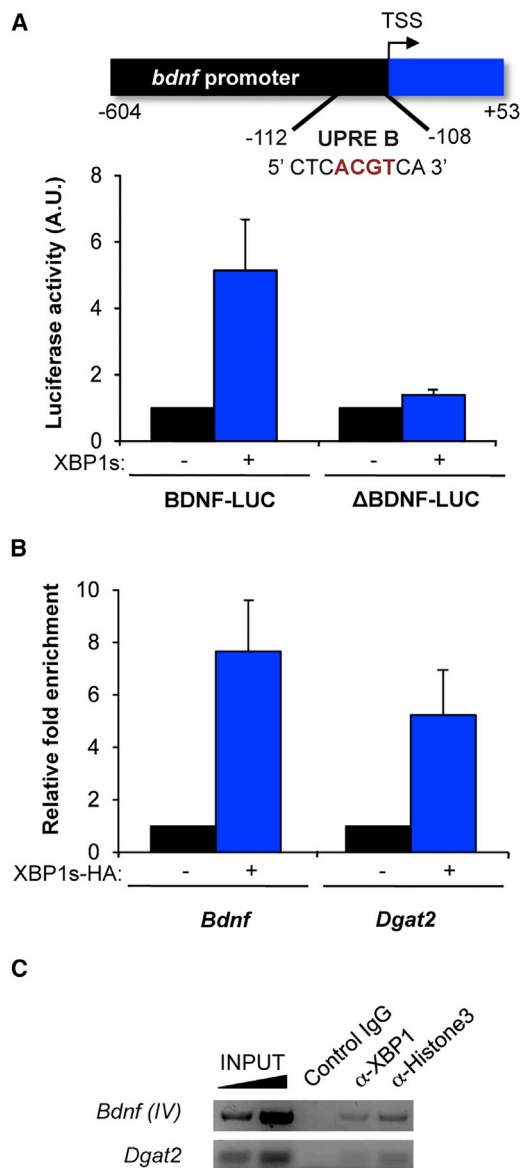 A
TSS
bdnf promoter
-604
+53
-112
UPRE B
-108
5' CTCACGTCA 3'
Luciferase activity (A.U.)
8
6
4
2
0
XBP1s: - + - +
BDNF-LUC ΔBDNF-LUC
B
Relative fold enrichment
10
8
6
4
2
0
XBP1s-HA: - + - +
Bdnf Dgat2
C
INPUT
Control IgG
α-XBP1
α-Histone3
Bdnf (IV)
Dgat2